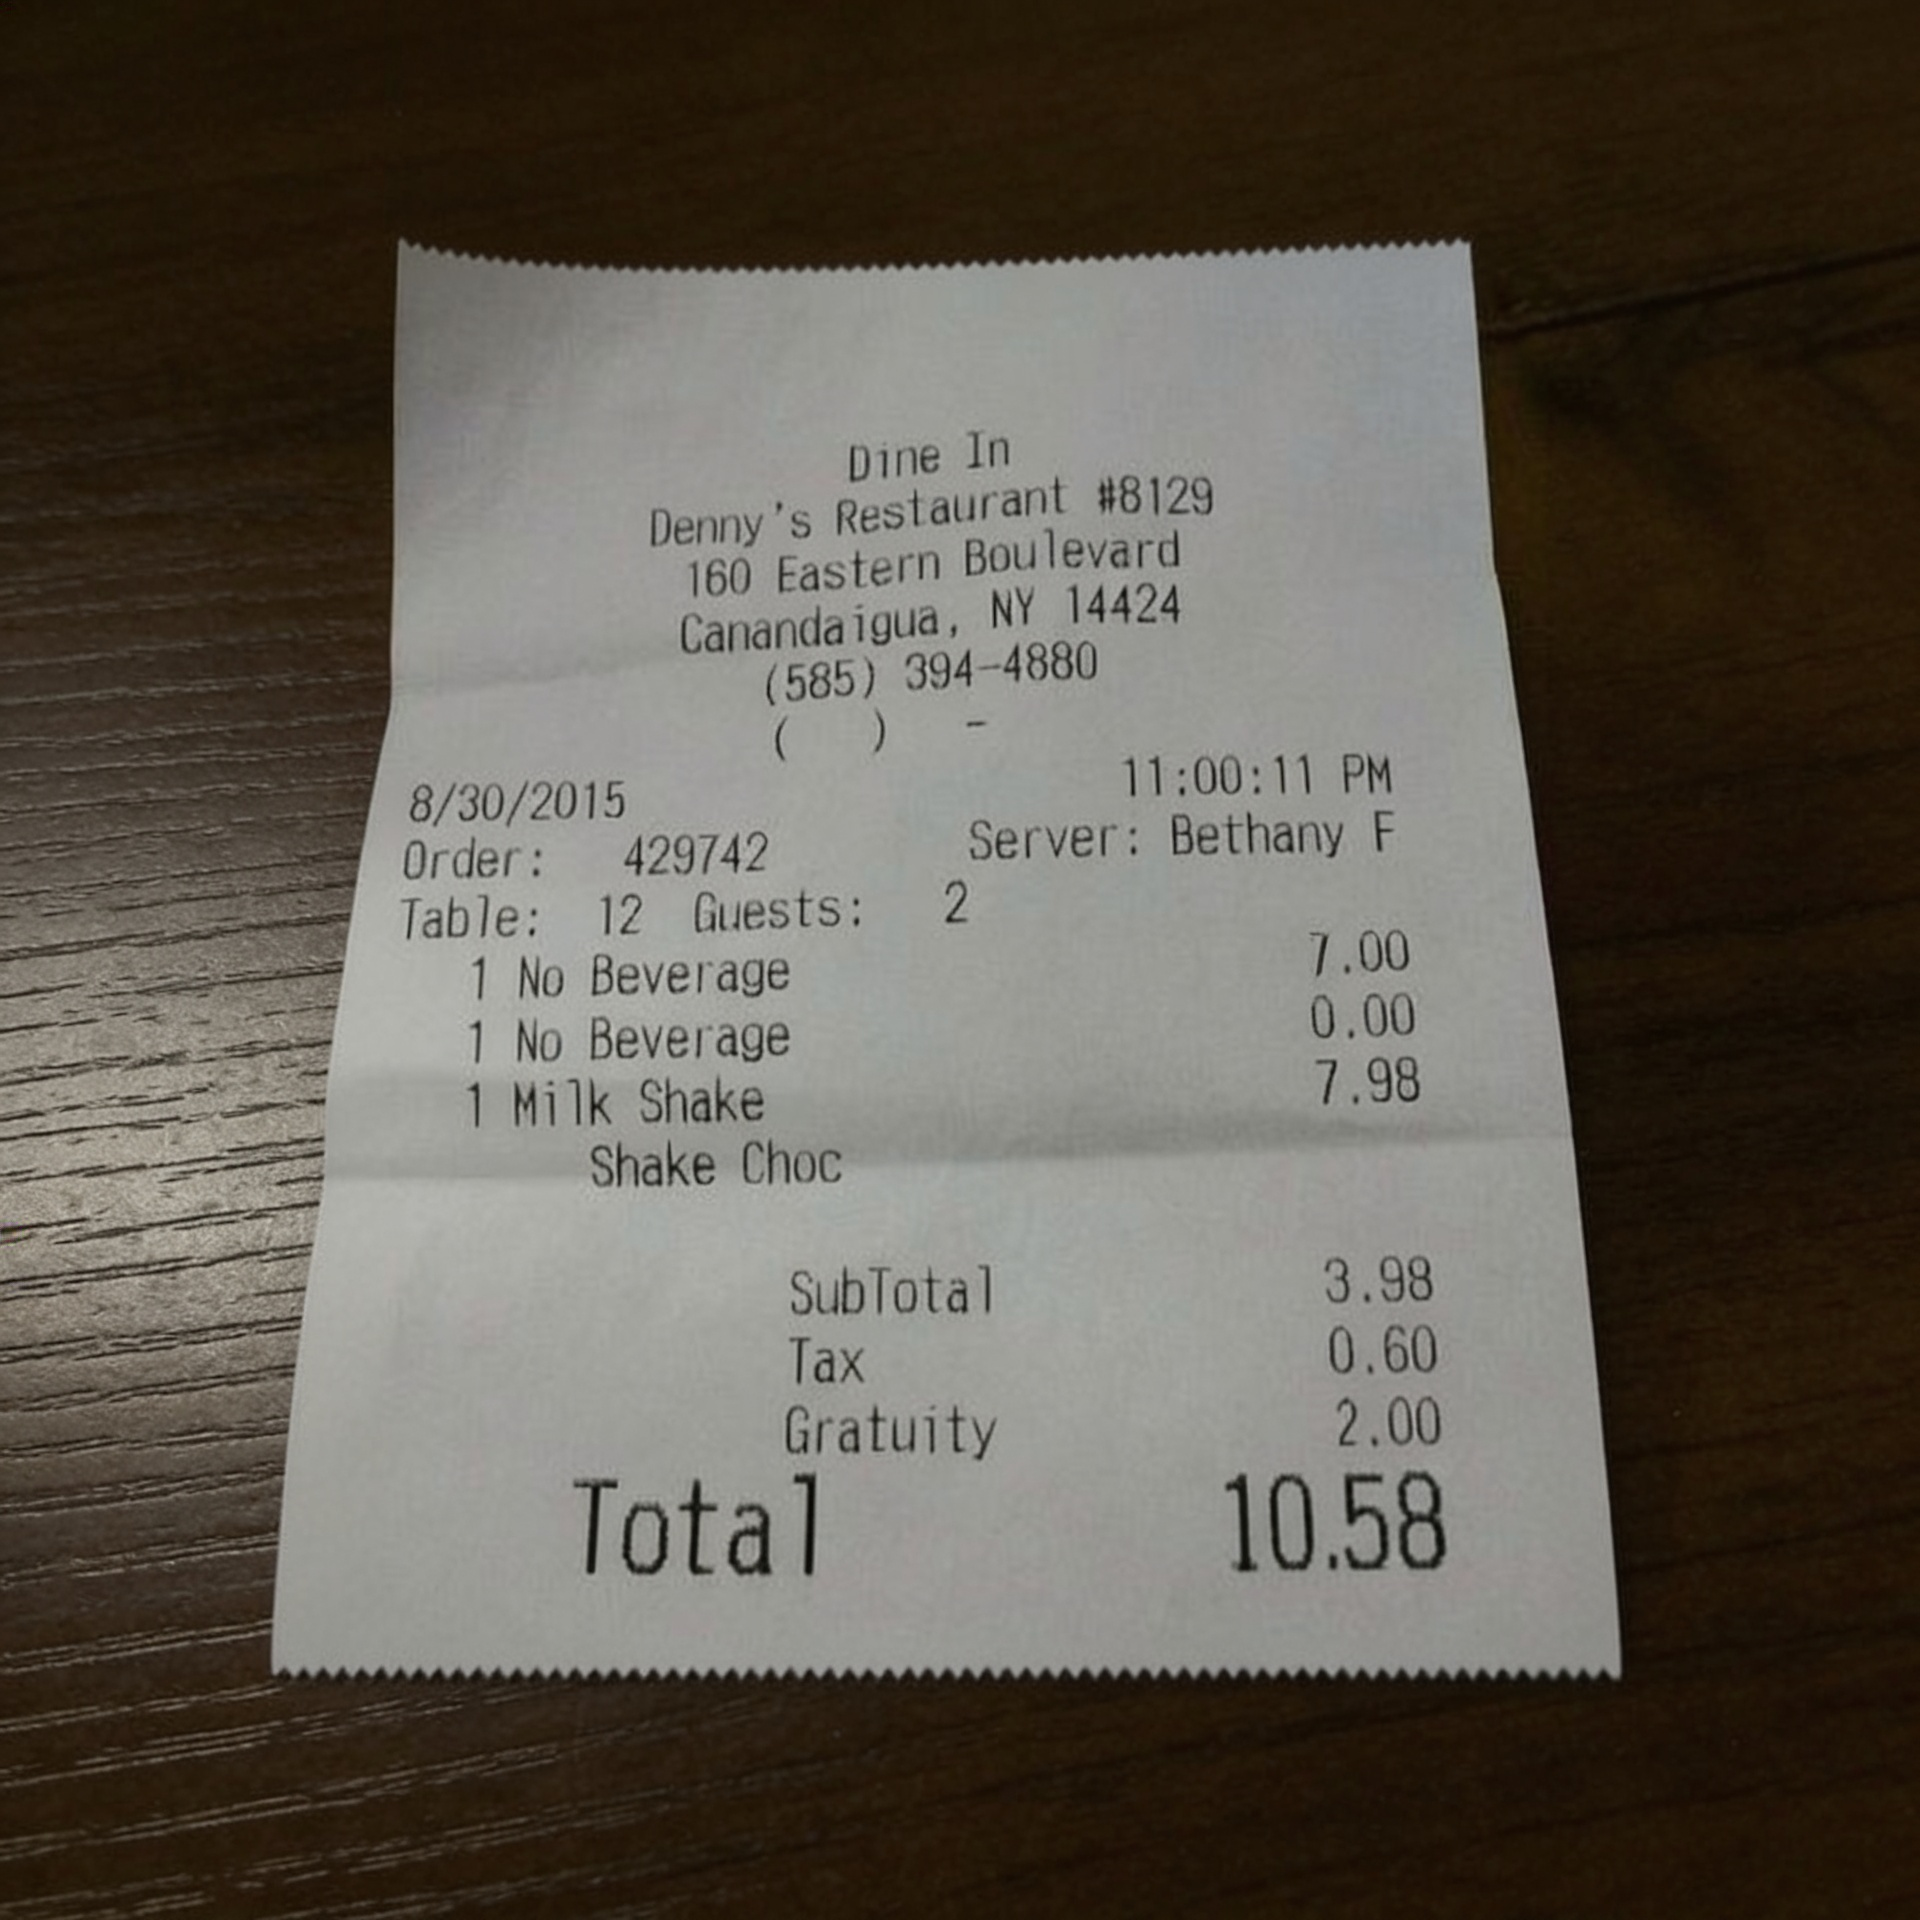 Dine In
Denny's Restaurant #8129
160 Eastern Boulevard
Canandaigua, NY 14424
(585) 394-4880
( ) -
8/30/2015 11:00:11 PM
Order: 429742 Server: Bethany F
Table: 12 Guests: 2
1 No Beverage 7.00
1 No Beverage 0.00
1 Milk Shake 7.98
Shake Choc
SubTotal 3.98
Tax 0.60
Gratuity 2.00
Total 10.58